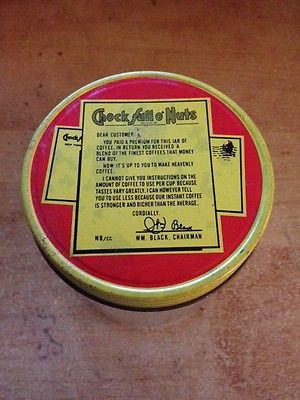 Chock full o' Nuts
DEAR CUSTOMER,
YOU PAID A PREMIUM FOR THIS JAR OF
COFFEE. IN RETURN YOU RECEIVED A
BLEND OF THE FINEST COFFEES THAT MONEY
CAN BUY.
NOW IT'S UP TO YOU TO MAKE HEAVENLY
COFFEE.
I CANNOT GIVE YOU INSTRUCTIONS ON THE
AMOUNT OF COFFEE TO USE PER CUP BECAUSE
TASTES VARY GREATLY. I CAN HOWEVER TELL
YOU TO USE LESS BECAUSE OUR INSTANT COFFEE
IS STRONGER AND RICHER THAN THE AVERAGE.
CORDIALLY,
Black
WB/cc WM. BLACK, CHAIRMAN
Chock full